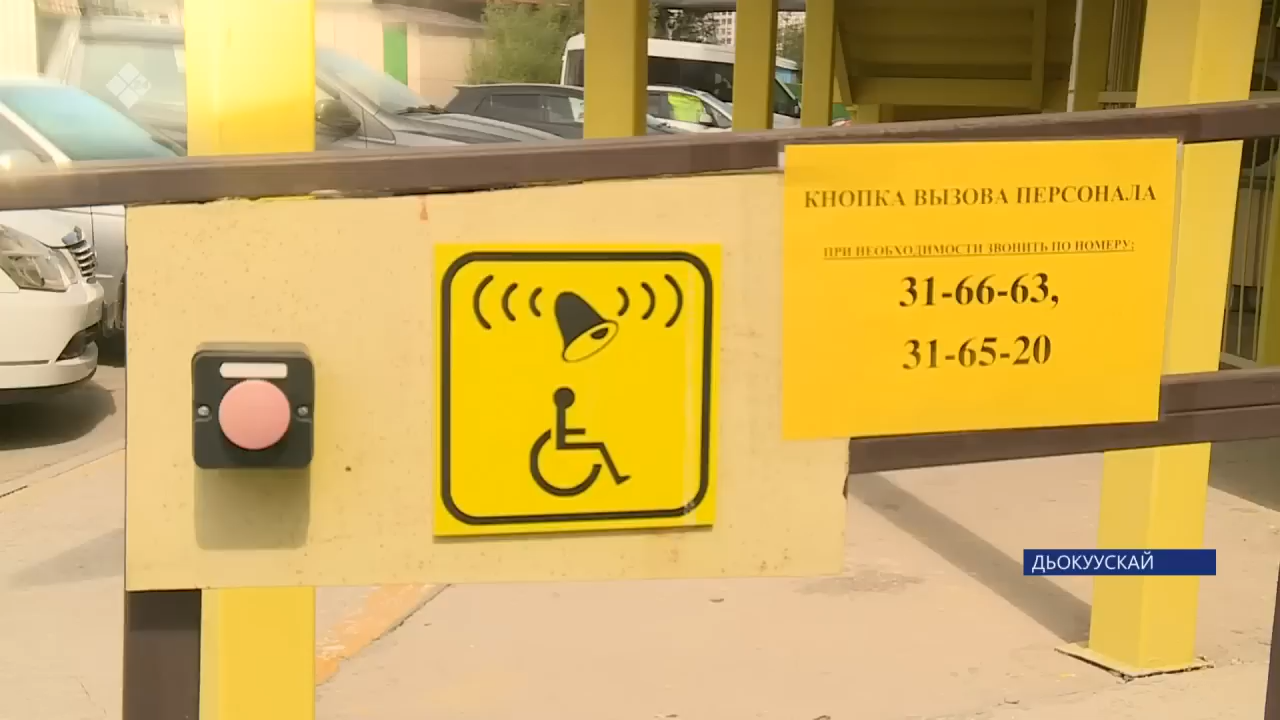 КНОПКА ВЫЗОВА ПЕРСОНАЛА
ПРИ НЕОБХОДИМОСТИ ЗВОНИТЬ ПО НОМЕРУ:
31-66-63,
31-65-20
ДЬОКУУСКАЙ